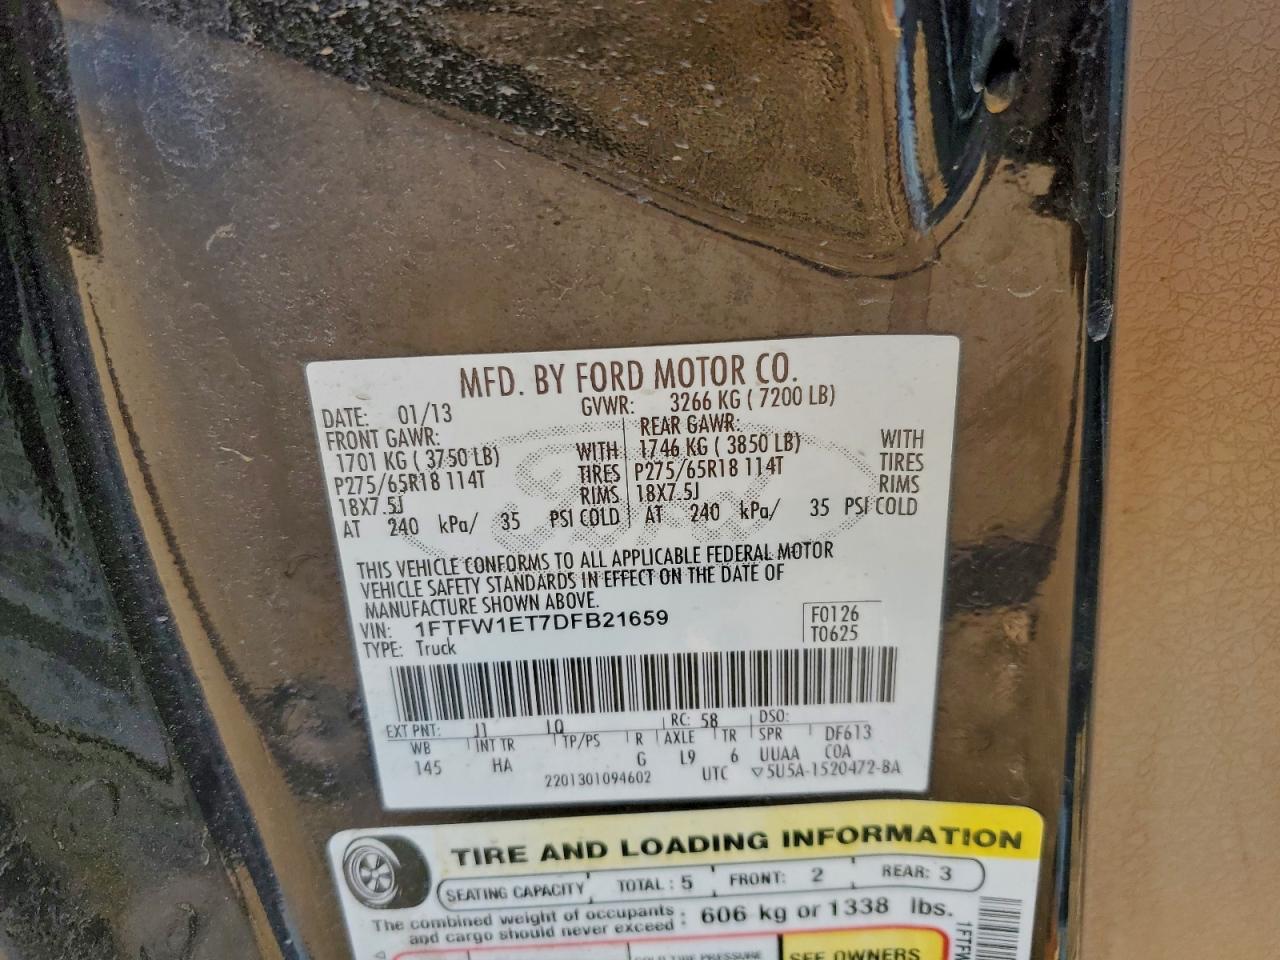 MFD. BY FORD MOTOR CO.
DATE: 01/13 GVWR: 3266 KG ( 7200 LB)
FRONT GAWR: REAR GAWR:
1701 KG ( 3750 LB) WITH 1746 KG ( 3850 LB) WITH
P275/65R18 114T TIRES P275/65R18 114T TIRES
18X7.5J RIMS 18X7.5J RIMS
AT 240 kPa/ 35 PSI COLD AT 240 kPa/ 35 PSI COLD
THIS VEHICLE CONFORMS TO ALL APPLICABLE FEDERAL MOTOR
VEHICLE SAFETY STANDARDS IN EFFECT ON THE DATE OF
MANUFACTURE SHOWN ABOVE.
VIN: 1FTFW1ET7DFB21659 F0126
TYPE: Truck T0625
EXT PNT: J1 LQ RC: 58 DSO:
WB INT TR TP/PS R AXLE TR SPR DF613
145 HA G L9 6 UUAA COA
2201301094602 UTC ▽5U5A-1520472-BA
TIRE AND LOADING INFORMATION
SEATING CAPACITY TOTAL : 5 FRONT: 2 REAR: 3
The combined weight of occupants
and cargo should never exceed : 606 kg or 1338 lbs.
SEE OWNERS
1FTFW